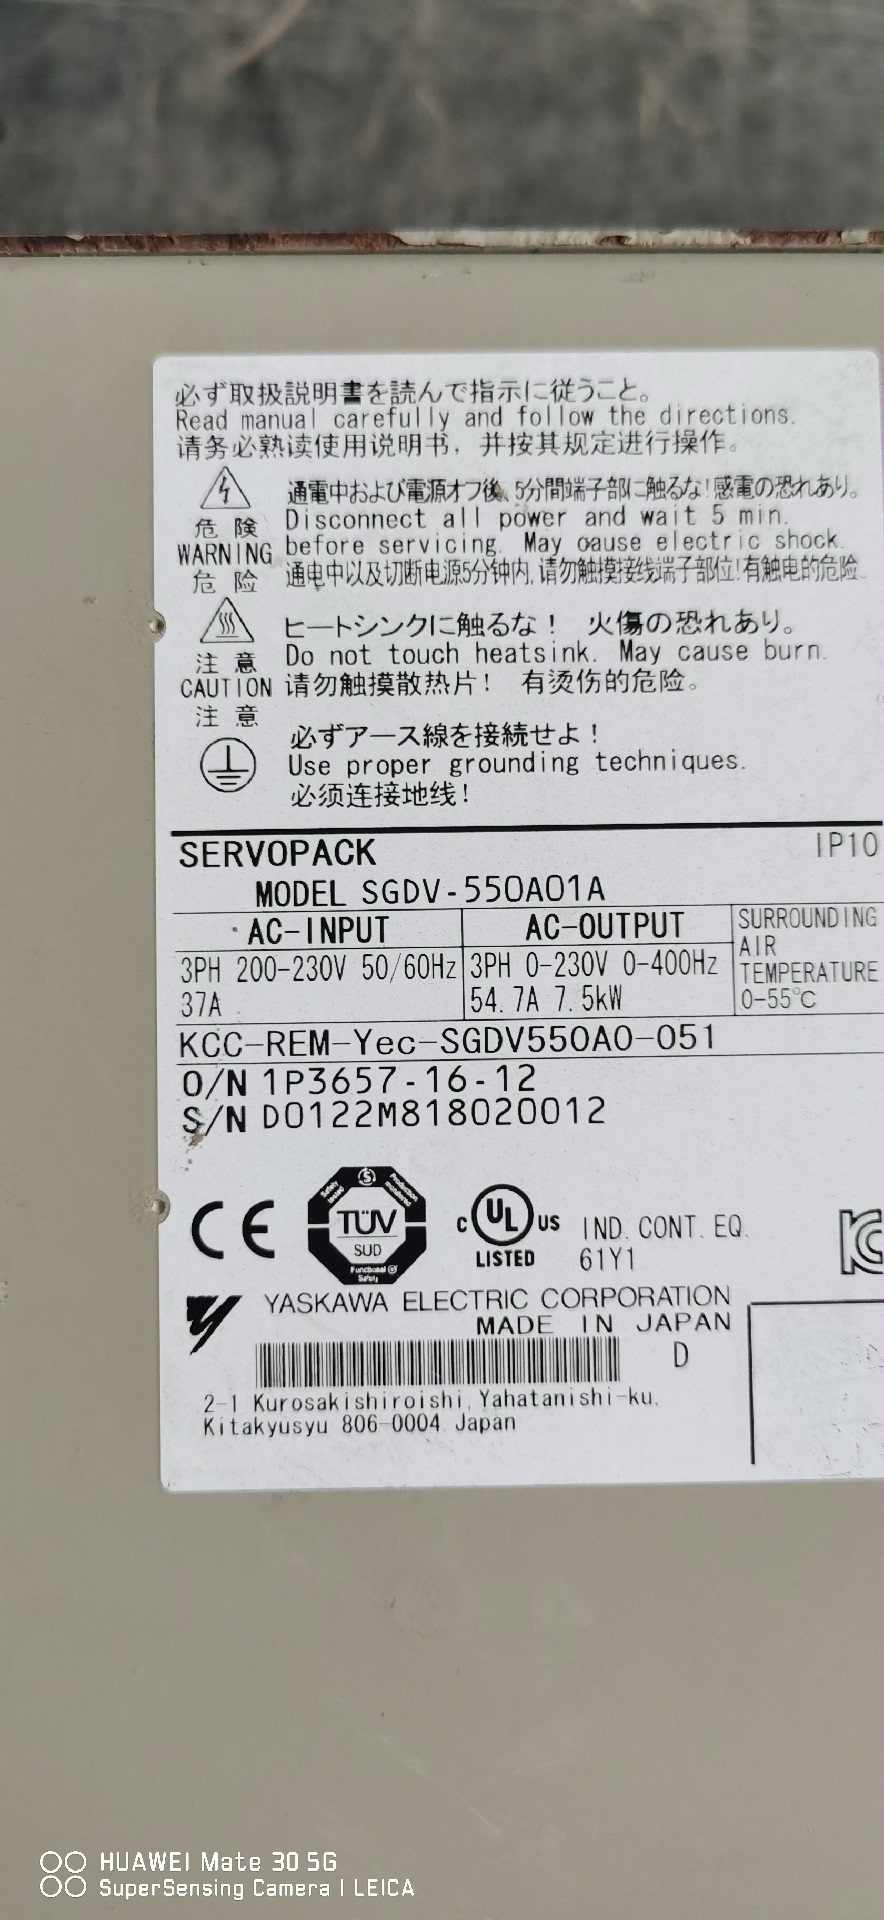 必ず取扱説明書を読んで指示に従うこと。
Read manual carefully and follow the directions.
请务必熟读使用说明书，并按其规定进行操作。
危 険
WARNING
危 险
通電中および電源オフ後、5分間端子部に触るな！感電の恐れあり。
Disconnect all power and wait 5 min.
before servicing. May cause electric shock.
通电中以及切断电源5分钟内,请勿触摸接线端子部位!有触电的危险.
注 意
CAUTION
注 意
ヒートシンクに触るな！ 火傷の恐れあり。
Do not touch heatsink. May cause burn.
请勿触摸散热片！ 有烫伤的危险。
必ずアース線を接続せよ！
Use proper grounding techniques.
必须连接地线！
SERVOPACK IP10
MODEL SGDV-550A01A
AC-INPUT
3PH 200-230V 50/60Hz
37A
AC-OUTPUT
3PH 0-230V 0-400Hz
54.7A 7.5kW
SURROUNDING
AIR
TEMPERATURE
0-55℃
KCC-REM-Yec-SGDV550A0-051
O/N 1P3657-16-12
S/N D0122M818020012
CE
Safety tested
Production monitored
TÜV
SUD
Functional Safety
C UL US
LISTED
IND. CONT. EQ.
61Y1
YASKAWA ELECTRIC CORPORATION
MADE IN JAPAN
D
2-1 Kurosakishiroishi, Yahatanishi-ku,
Kitakyusyu 806-0004 Japan
HUAWEI Mate 30 5G
SuperSensing Camera | LEICA